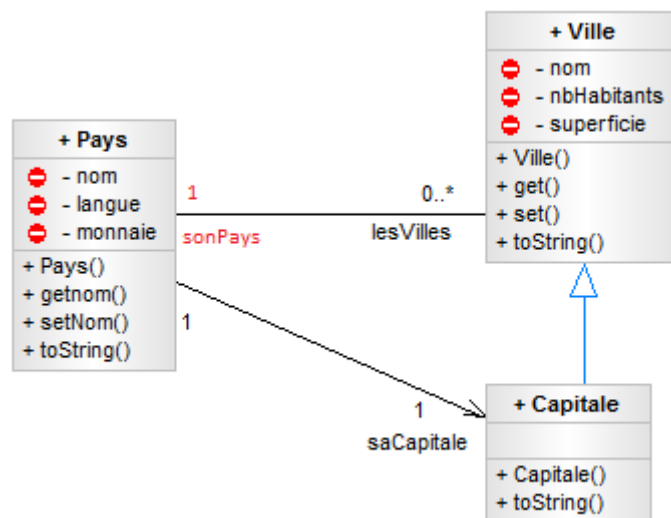 + Ville
- nom
- nbHabitants
- superficie
+ Ville()
+ get()
+ set()
+ toString()
+ Pays
- nom
- langue
- monnaie
+ Pays()
+ getnom()
+ setNom()
+ toString()
1
sonPays
0..*
lesVilles
1
1
saCapitale
+ Capitale
+ Capitale()
+ toString()